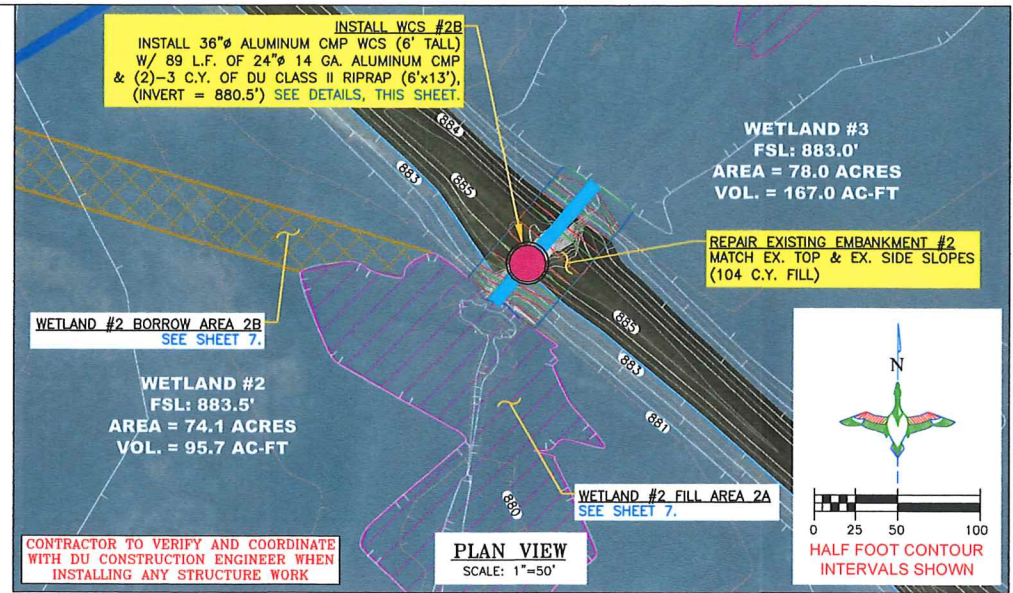 INSTALL WCS #2B
INSTALL 36"ø ALUMINUM CMP WCS (6' TALL)
W/ 89 L.F. OF 24"ø 14 GA. ALUMINUM CMP
& (2)-3 C.Y. OF DU CLASS II RIPRAP (6'x13'),
(INVERT = 880.5') SEE DETAILS, THIS SHEET.
884
883
885
WETLAND #3
FSL: 883.0'
AREA = 78.0 ACRES
VOL. = 167.0 AC-FT
REPAIR EXISTING EMBANKMENT #2
MATCH EX. TOP & EX. SIDE SLOPES
(104 C.Y. FILL)
WETLAND #2 BORROW AREA 2B
SEE SHEET 7.
WETLAND #2
FSL: 883.5'
AREA = 74.1 ACRES
VOL. = 95.7 AC-FT
885
883
881
880
WETLAND #2 FILL AREA 2A
SEE SHEET 7.
CONTRACTOR TO VERIFY AND COORDINATE
WITH DU CONSTRUCTION ENGINEER WHEN
INSTALLING ANY STRUCTURE WORK
PLAN VIEW
SCALE: 1"=50'
N
0 25 50 100
HALF FOOT CONTOUR
INTERVALS SHOWN